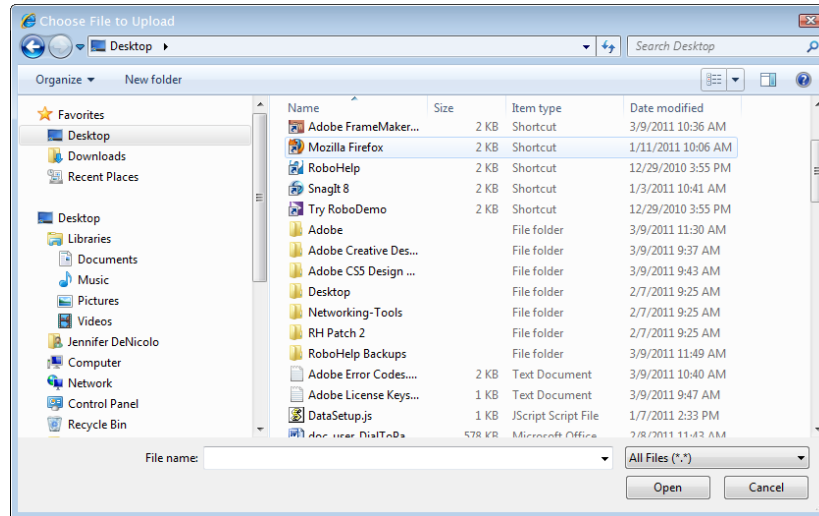 Choose File to Upload
Desktop
Search Desktop
Organize
New folder
Favorites
Desktop
Downloads
Recent Places
Desktop
Libraries
Documents
Music
Pictures
Videos
Jennifer DeNicolo
Computer
Network
Control Panel
Recycle Bin
Name Size Item type Date modified
Adobe FrameMaker... 2 KB Shortcut 3/9/2011 10:36 AM
Mozilla Firefox 2 KB Shortcut 1/11/2011 10:06 AM
RoboHelp 2 KB Shortcut 12/29/2010 3:55 PM
SnagIt 8 2 KB Shortcut 1/3/2011 10:41 AM
Try RoboDemo 2 KB Shortcut 12/29/2010 3:55 PM
Adobe File folder 3/9/2011 11:30 AM
Adobe Creative Des... File folder 3/9/2011 9:37 AM
Adobe CS5 Design ... File folder 3/9/2011 9:43 AM
Desktop File folder 2/7/2011 9:25 AM
Networking-Tools File folder 2/7/2011 9:25 AM
RH Patch 2 File folder 2/7/2011 9:25 AM
RoboHelp Backups File folder 3/9/2011 11:49 AM
Adobe Error Codes.... 2 KB Text Document 3/9/2011 10:40 AM
Adobe License Keys... 1 KB Text Document 3/9/2011 9:47 AM
DataSetup.js 1 KB JScript Script File 1/7/2011 2:33 PM
578 KB Microsoft Office 2/8/2011 11:43 AM
File name:
All Files (*.*)
Open
Cancel